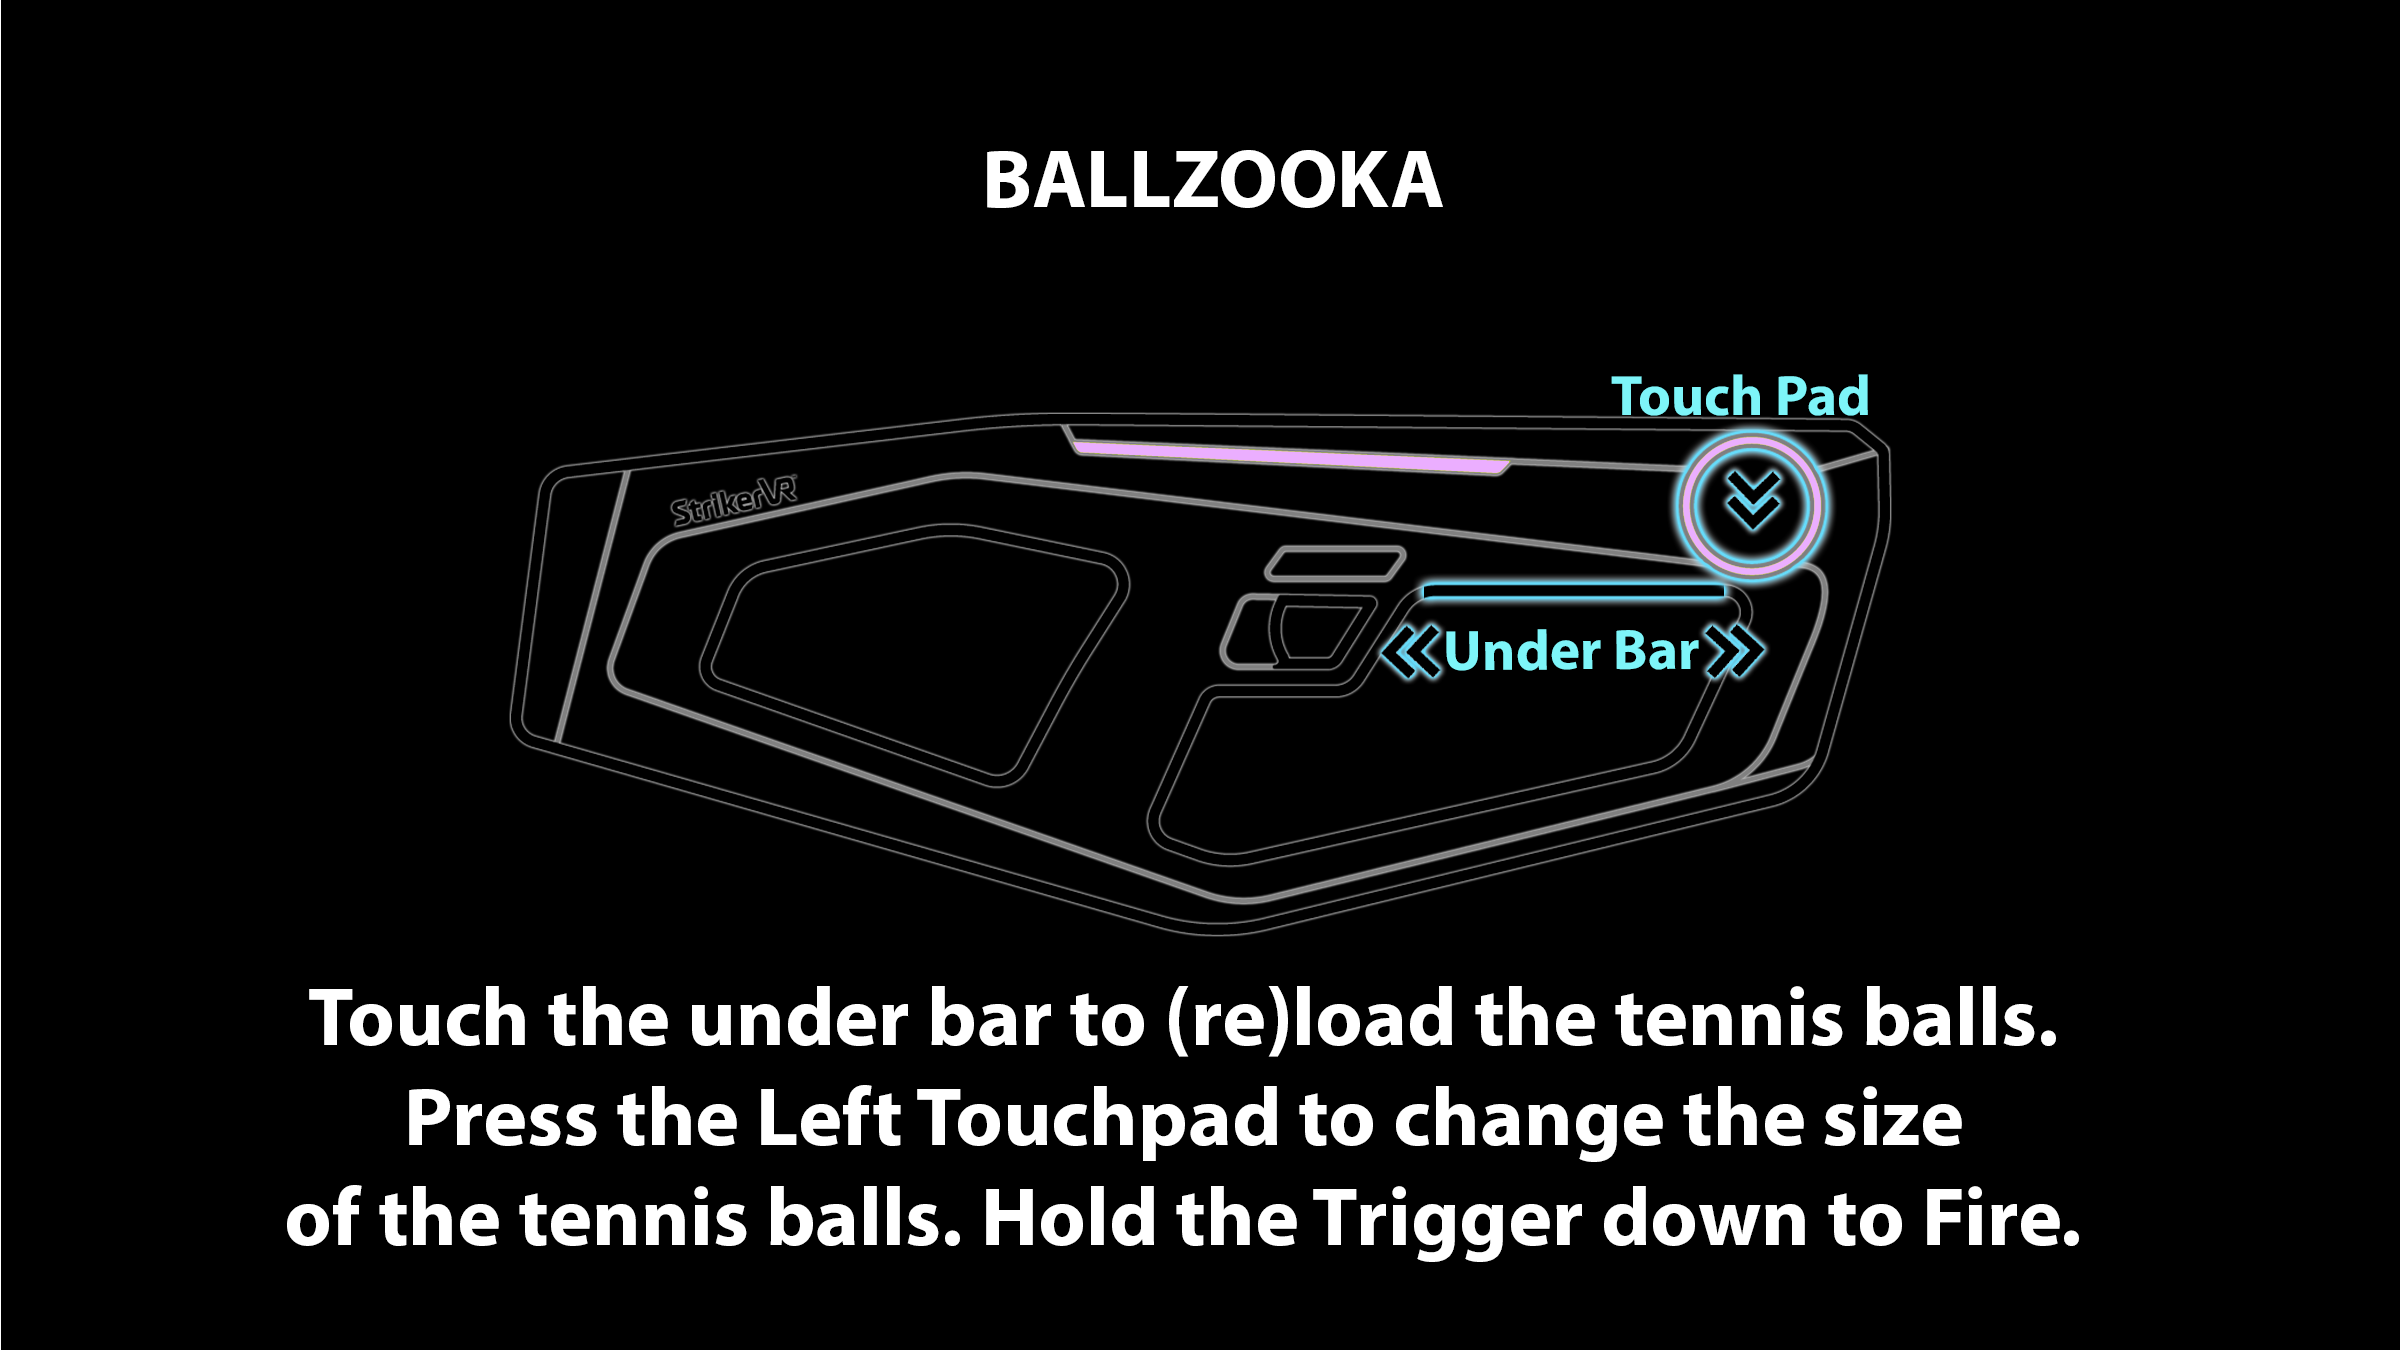 BALLZOOKA
Touch Pad
StrikerVR
Under Bar
Touch the under bar to (re)load the tennis balls.
Press the Left Touchpad to change the size
of the tennis balls. Hold the Trigger down to Fire.